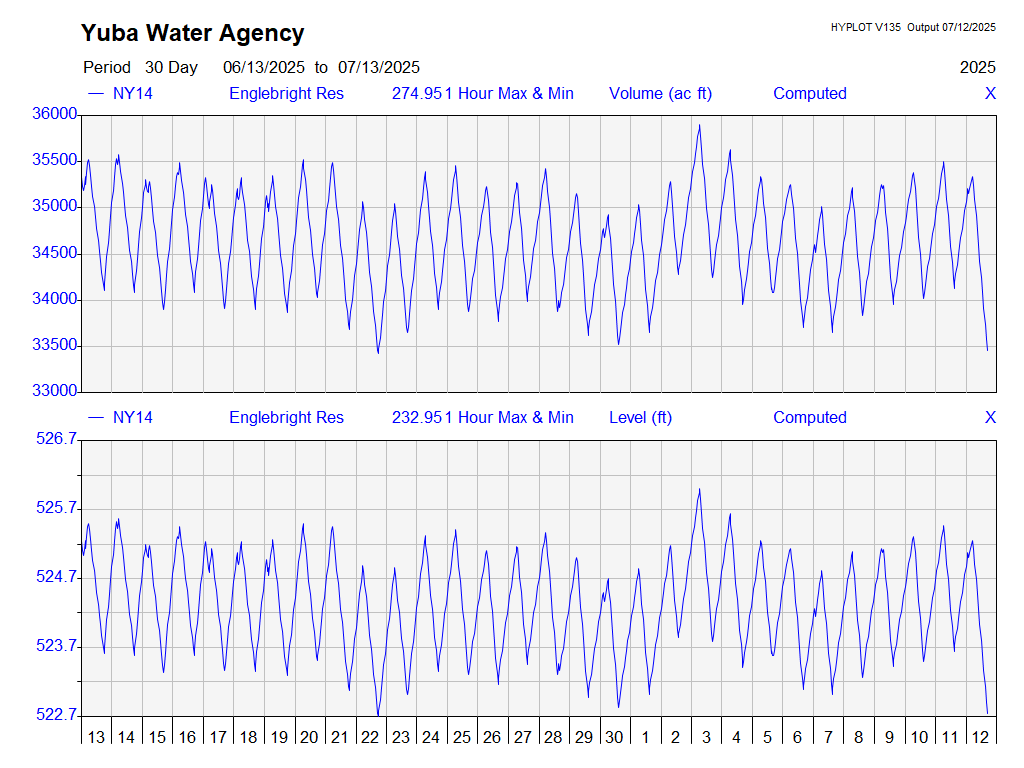 Yuba Water Agency
HYPLOT V135 Output 07/12/2025
Period 30 Day 06/13/2025 to 07/13/2025 2025
NY14 Englebright Res 274.951 Hour Max & Min Volume (ac ft) Computed X
36000
35500
35000
34500
34000
33500
33000
NY14 Englebright Res 232.951 Hour Max & Min Level (ft) Computed X
526.7
525.7
524.7
523.7
522.7
13 14 15 16 17 18 19 20 21 22 23 24 25 26 27 28 29 30 1 2 3 4 5 6 7 8 9 10 11 12